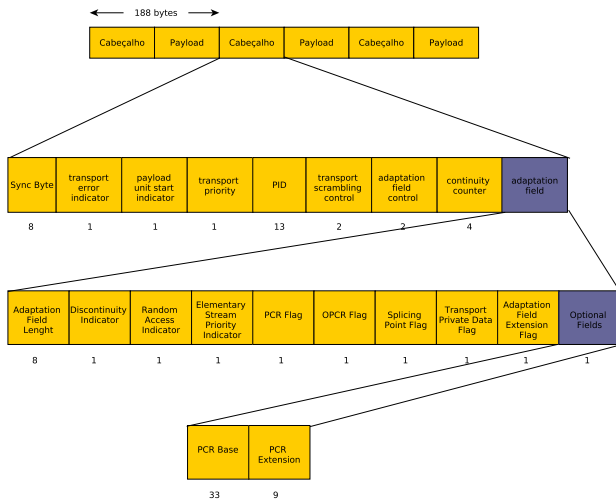 188 bytes
Cabeçalho Payload Cabeçalho Payload Cabeçalho Payload
Sync Byte
transport
error
indicator
payload
unit start
indicator
transport
priority
PID
transport
scrambling
control
adaptation
field
control
continuity
counter
adaptation
field
8 1 1 1 13 2 2 4
Adaptation
Field
Lenght
Discontinuity
Indicator
Random
Access
Indicator
Elementary
Stream
Priority
Indicator
PCR Flag
OPCR Flag
Splicing
Point Flag
Transport
Private Data
Flag
Adaptation
Field
Extension
Flag
Optional
Fields
8 1 1 1 1 1 1 1 1 1
PCR Base
PCR
Extension
33 9